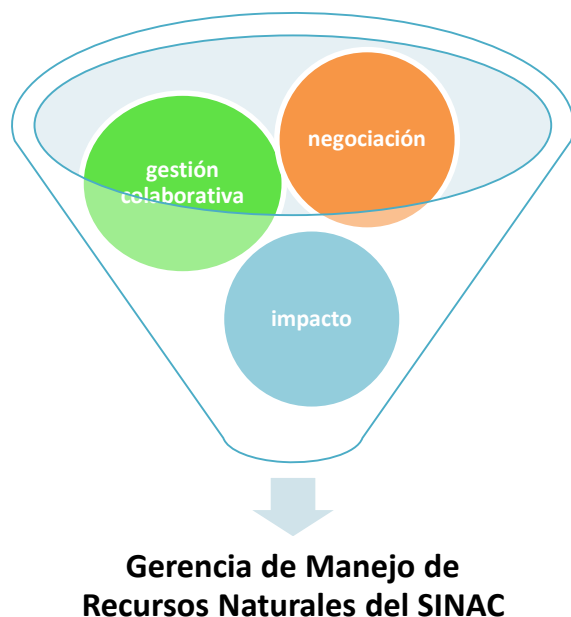 negociación
gestión
colaborativa
impacto
Gerencia de Manejo de
Recursos Naturales del SINAC